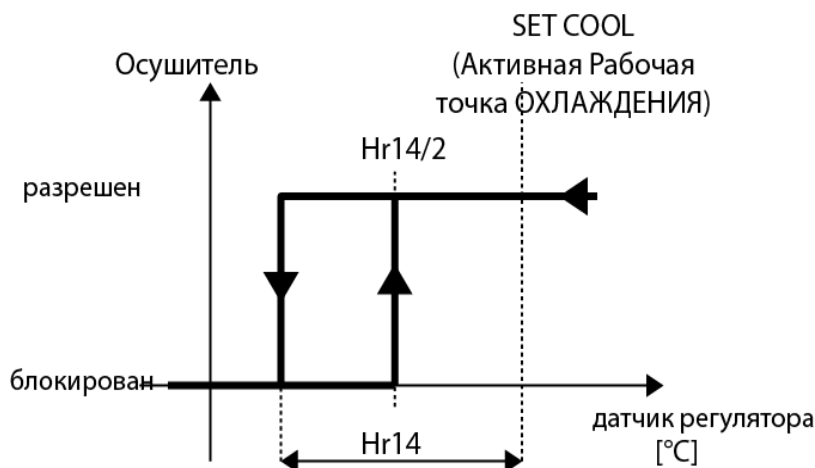 SET COOL
Осушитель
(Активная Рабочая
точка ОХЛАЖДЕНИЯ)
Hr14/2
разрешен
блокирован
датчик регулятора
Hr14
[°C]